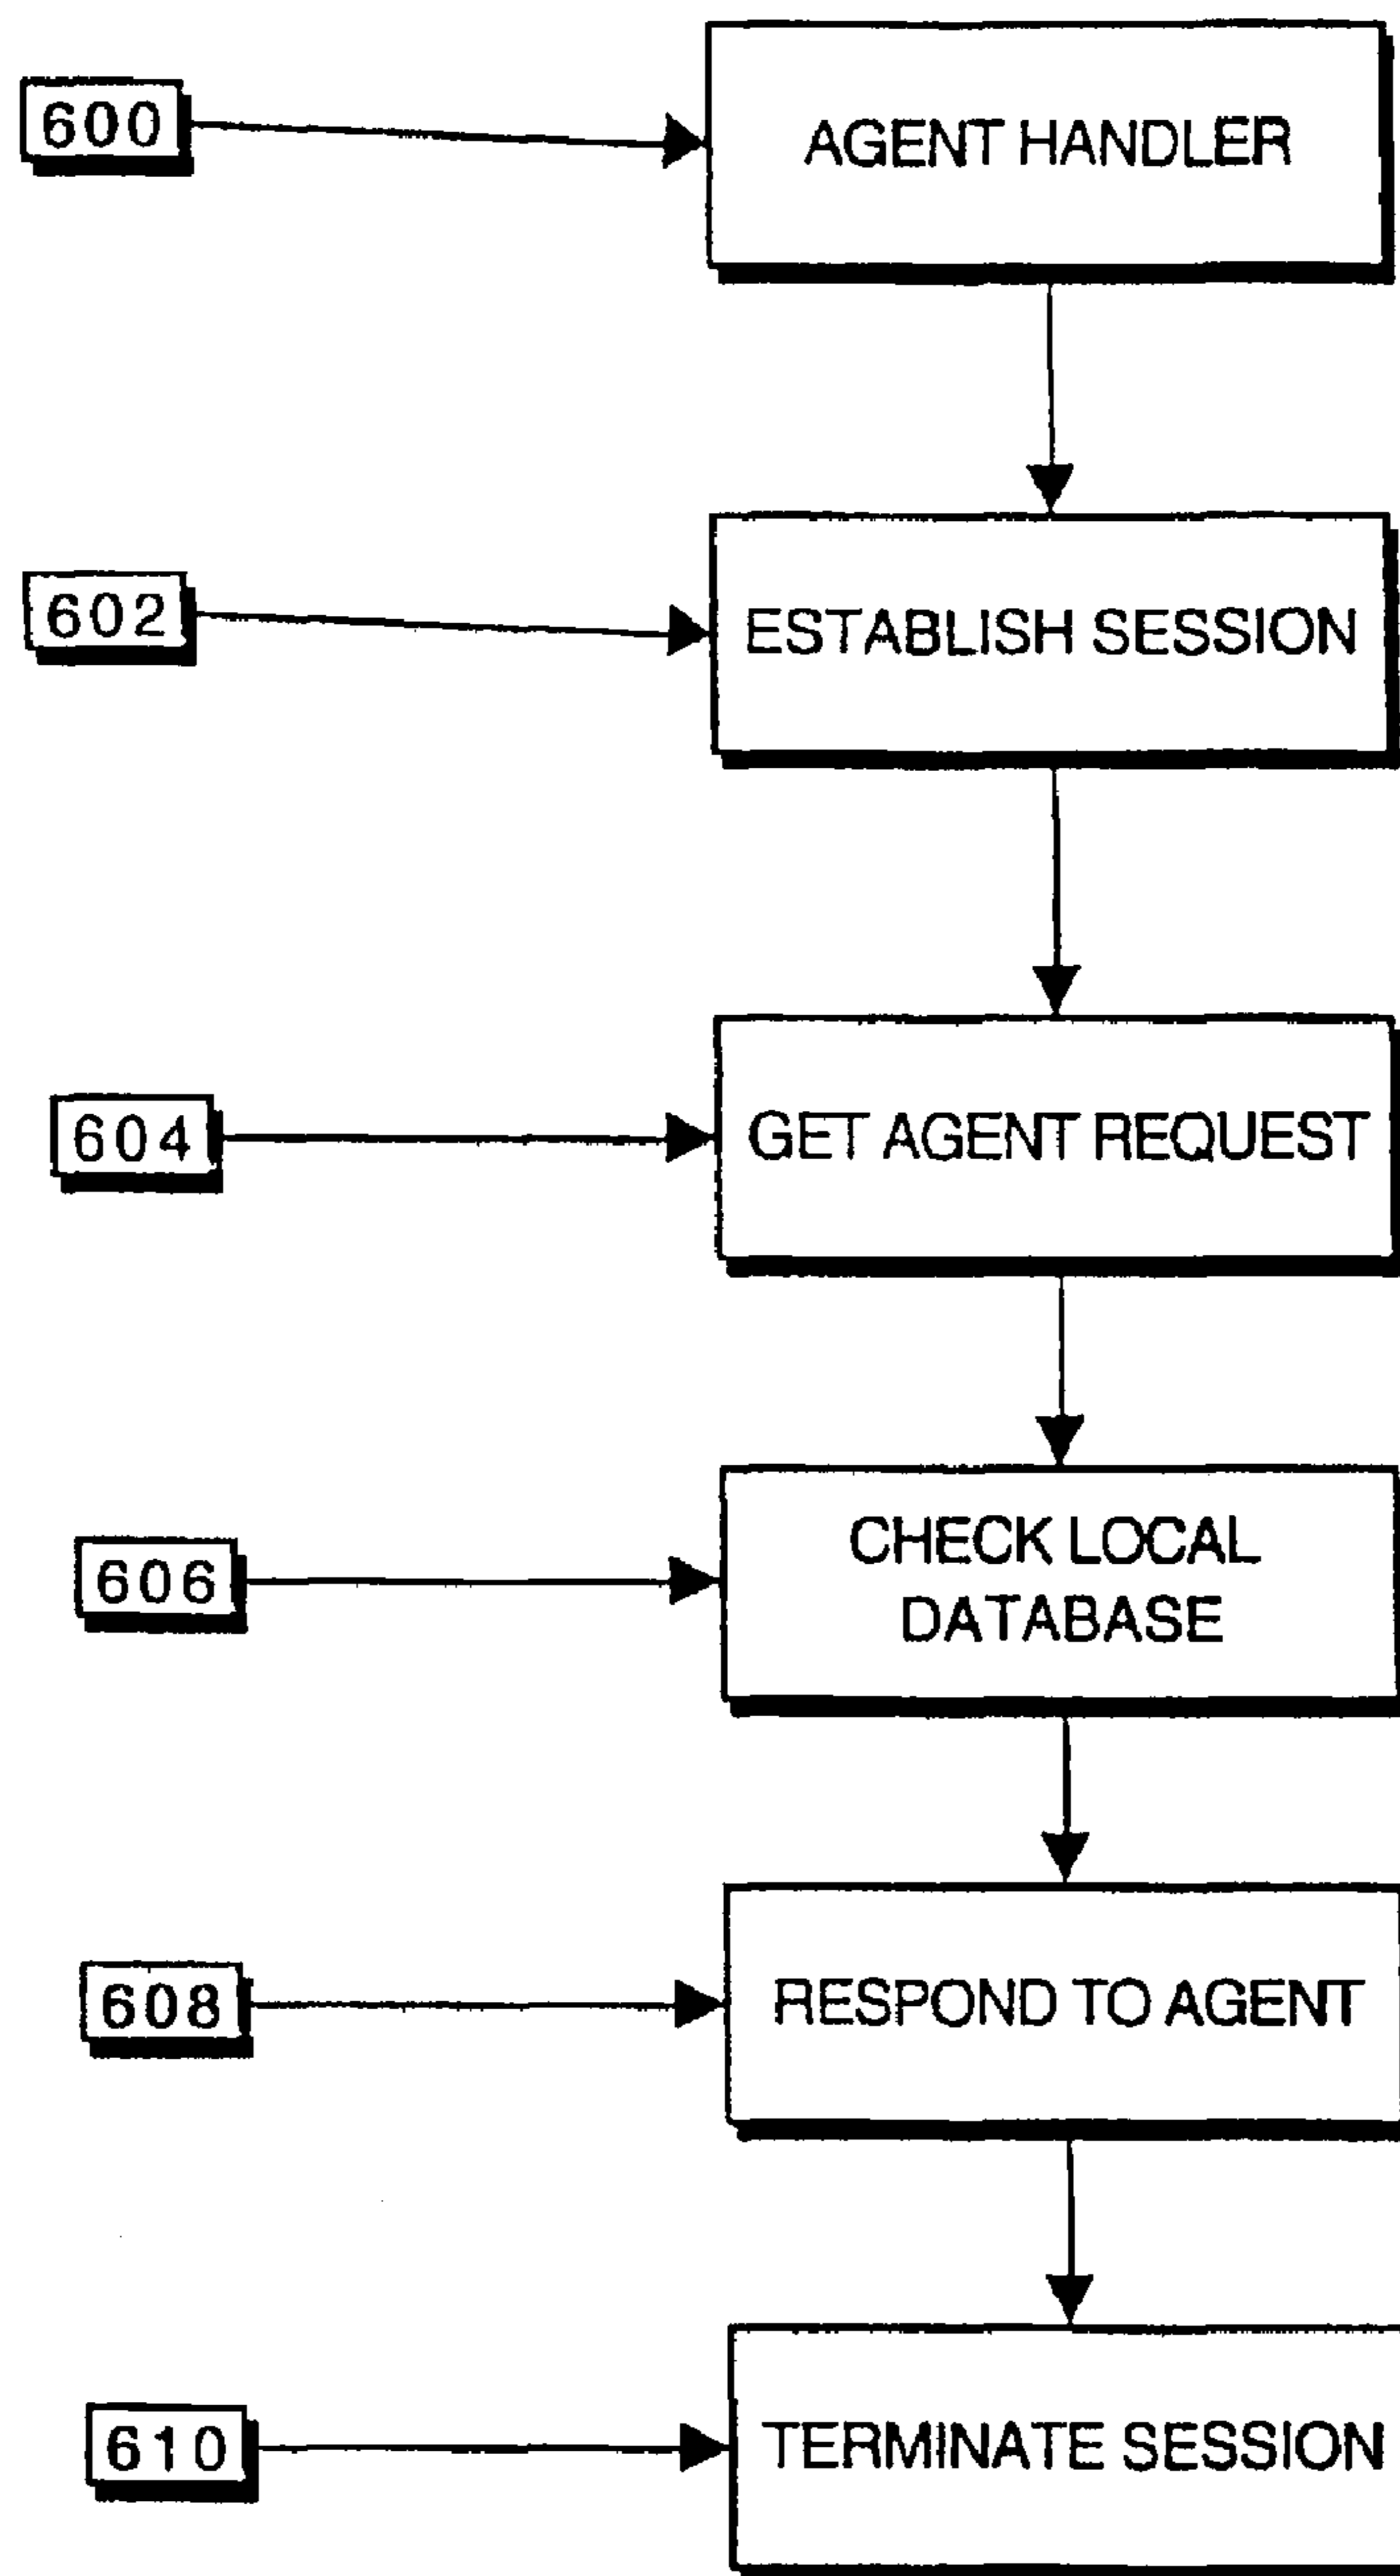 600
AGENT HANDLER
602
ESTABLISH SESSION
604
GET AGENT REQUEST
606
CHECK LOCAL
DATABASE
608
RESPOND TO AGENT
610
TERMINATE SESSION